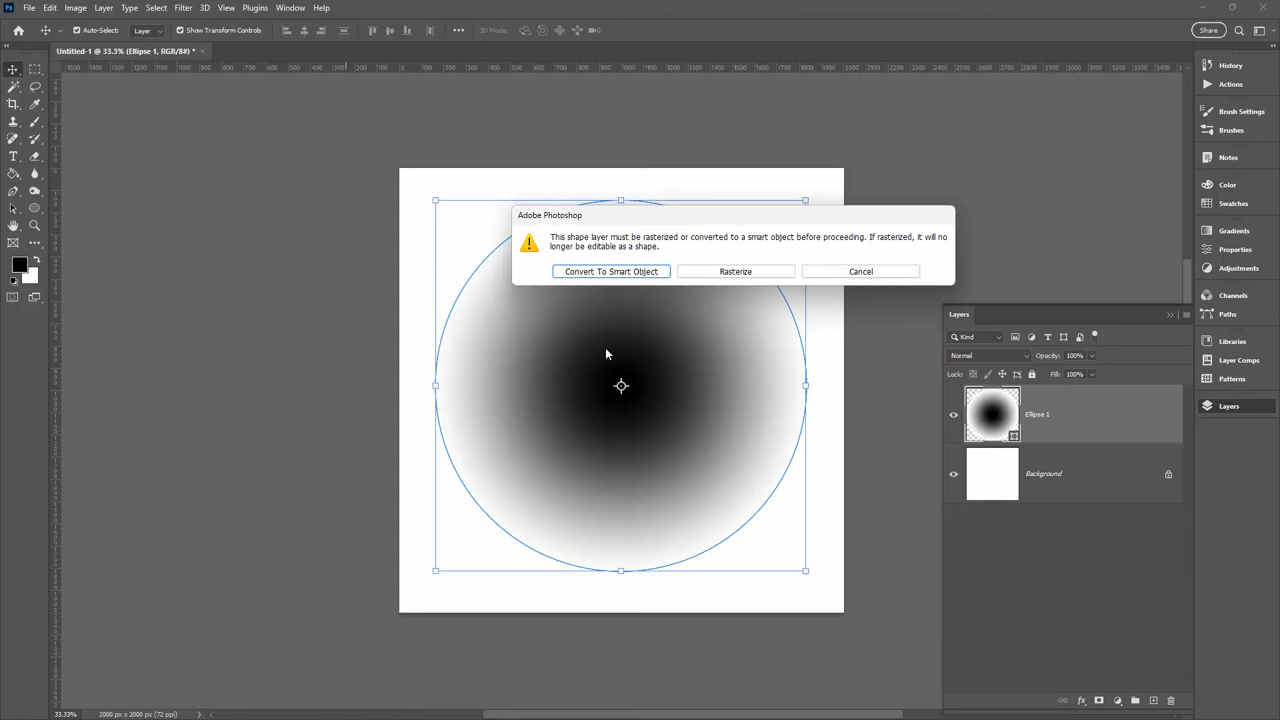 Ps File Edit Image Layer Type Select Filter 3D View Plugins Window Help
Auto-Select: Layer Show Transform Controls 3D Mode: Share
Untitled-1 @ 33.3% (Ellipse 1, RGB/8#) *
Adobe Photoshop
This shape layer must be rasterized or converted to a smart object before proceeding. If rasterized, it will no
longer be editable as a shape.
Convert To Smart Object Rasterize Cancel
History
Actions
Brush Settings
Brushes
Notes
Color
Swatches
Gradients
Properties
Adjustments
Channels
Paths
Libraries
Layer Comps
Patterns
Layers
Layers
Kind
Normal Opacity: 100%
Lock: Fill: 100%
Ellipse 1
Background
33.33% 2000 px x 2000 px (72 ppi)